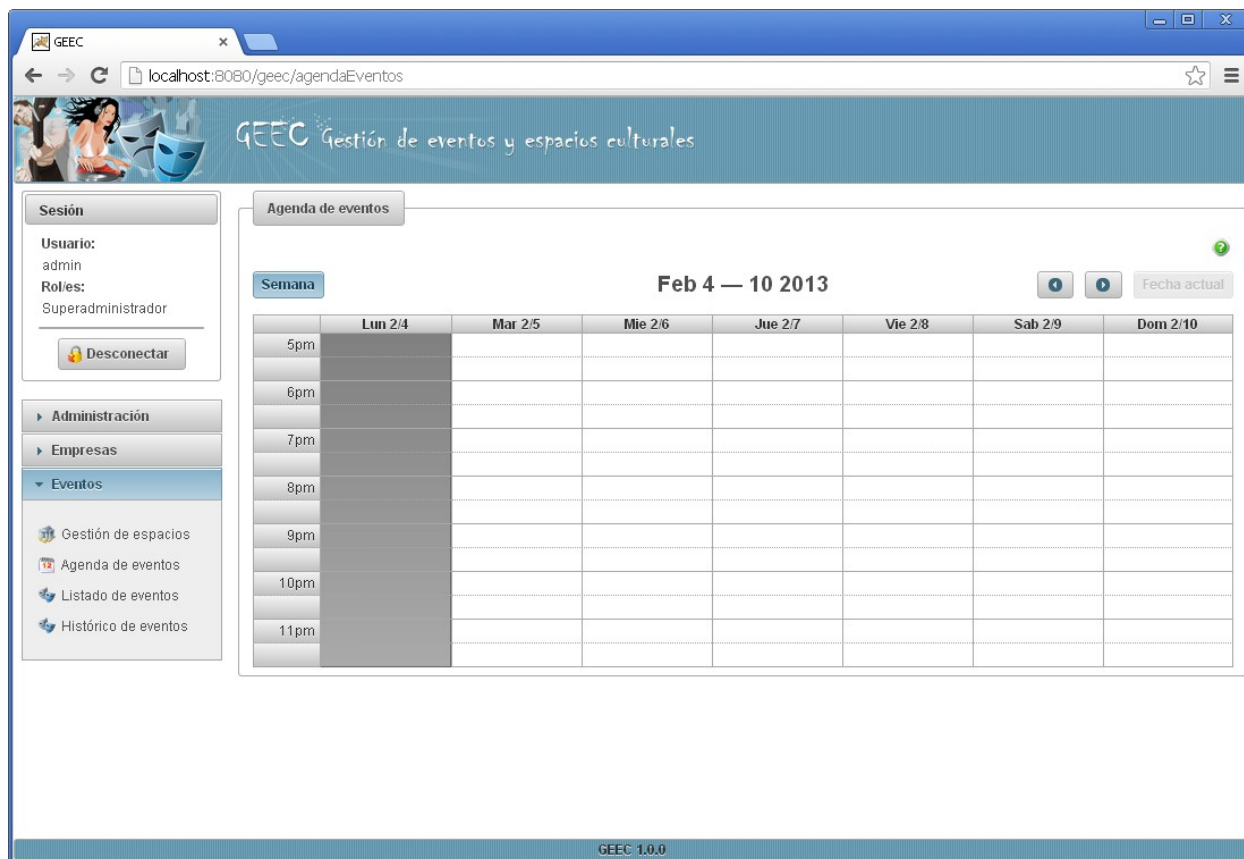 GEEC
localhost:8080/geec/agendaEventos
GEEC Gestión de eventos y espacios culturales
Sesión
Usuario:
admin
Rol/es:
Superadministrador
Desconectar
Administración
Empresas
Eventos
Gestión de espacios
12
Agenda de eventos
Listado de eventos
Histórico de eventos
Agenda de eventos
?
Semana
Feb 4 — 10 2013
Fecha actual
Lun 2/4 Mar 2/5 Mie 2/6 Jue 2/7 Vie 2/8 Sab 2/9 Dom 2/10
5pm
6pm
7pm
8pm
9pm
10pm
11pm
GEEC 1.0.0